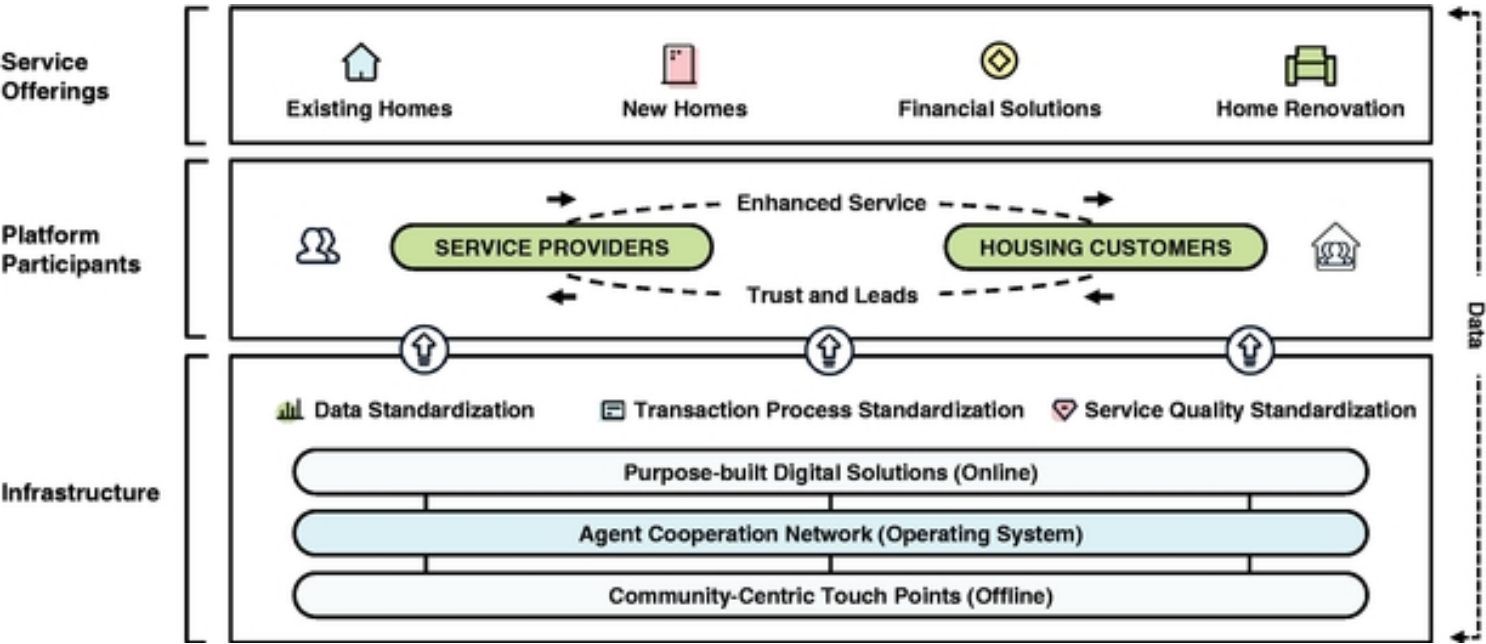 Service
Offerings
Existing Homes
New Homes
Financial Solutions
Home Renovation
Platform
Participants
Enhanced Service
SERVICE PROVIDERS
HOUSING CUSTOMERS
Trust and Leads
Data
Infrastructure
Data Standardization
Transaction Process Standardization
Service Quality Standardization
Purpose-built Digital Solutions (Online)
Agent Cooperation Network (Operating System)
Community-Centric Touch Points (Offline)